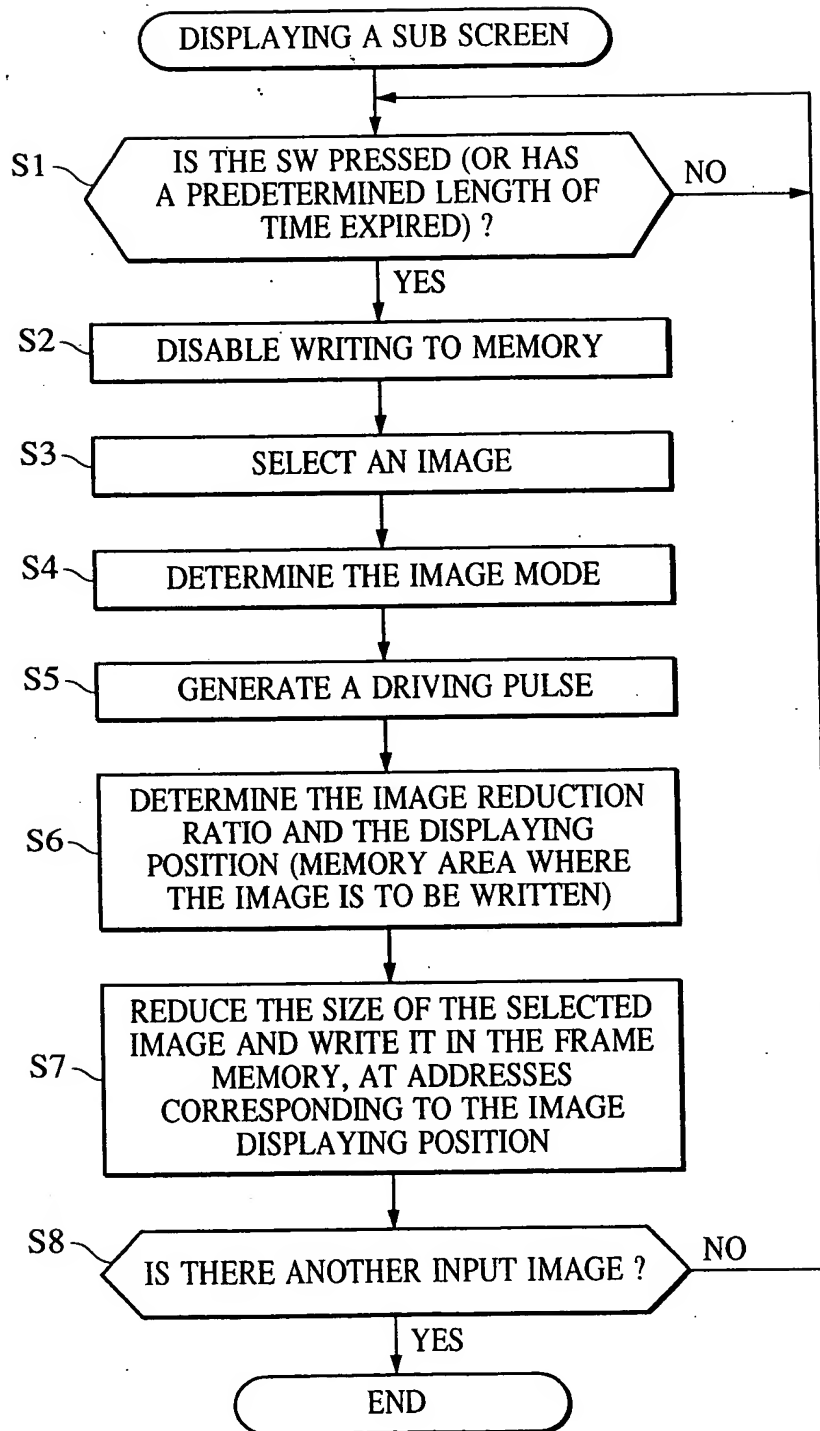 DISPLAYING A SUB SCREEN
S1
IS THE SW PRESSED (OR HAS
A PREDETERMINED LENGTH OF
TIME EXPIRED) ?
NO
YES
S2
DISABLE WRITING TO MEMORY
S3
SELECT AN IMAGE
S4
DETERMINE THE IMAGE MODE
S5
GENERATE A DRIVING PULSE
S6
DETERMINE THE IMAGE REDUCTION
RATIO AND THE DISPLAYING
POSITION (MEMORY AREA WHERE
THE IMAGE IS TO BE WRITTEN)
S7
REDUCE THE SIZE OF THE SELECTED
IMAGE AND WRITE IT IN THE FRAME
MEMORY, AT ADDRESSES
CORRESPONDING TO THE IMAGE
DISPLAYING POSITION
S8
IS THERE ANOTHER INPUT IMAGE ?
NO
YES
END